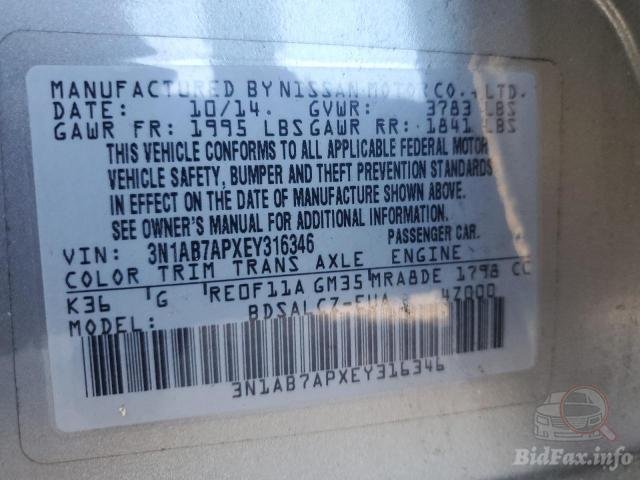 MANUFACTURED BY NISSAN MOTOR CO., LTD.
DATE: 10/14. GVWR: 3783 LBS
GAWR FR: 1995 LBS GAWR RR: 1841 LBS
THIS VEHICLE CONFORMS TO ALL APPLICABLE FEDERAL MOTOR
VEHICLE SAFETY, BUMPER AND THEFT PREVENTION STANDARDS
IN EFFECT ON THE DATE OF MANUFACTURE SHOWN ABOVE.
SEE OWNER'S MANUAL FOR ADDITIONAL INFORMATION.
VIN: 3N1AB7APXEY316346 PASSENGER CAR.
COLOR TRIM TRANS AXLE ENGINE
K36 G RE0F11A GM35 MRA8DE 1798 CC
MODEL: BDSALCZ-EUA
3N1AB7APXEY316346
BidFax.info